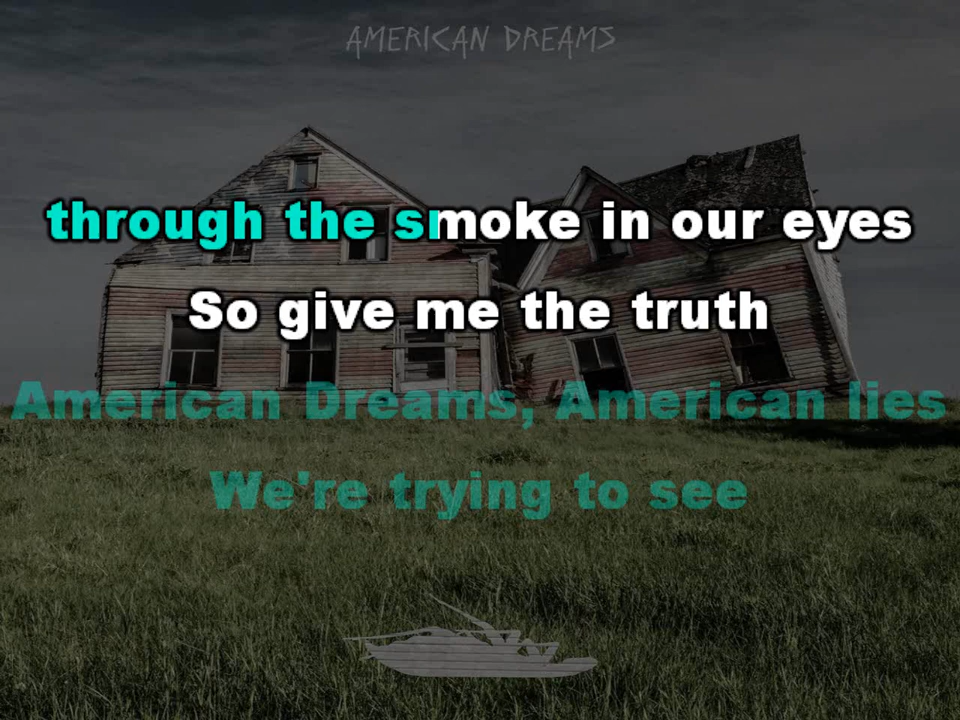 AMERICAN DREAMS
through the smoke in our eyes
So give me the truth
American Dreams, American lies
We're trying to see